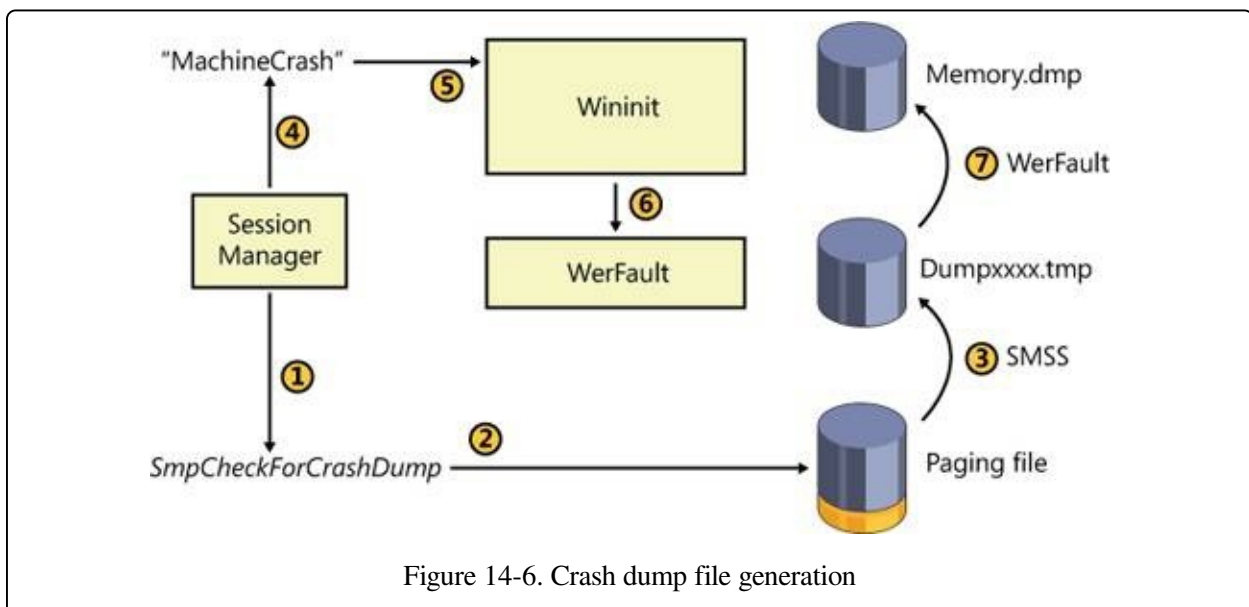 "MachineCrash"
5
Wininit
Memory.dmp
4
7 WerFault
6
Session
Manager
WerFault
Dumpxxxx.tmp
1
3 SMSS
2
SmpCheckForCrashDump
Paging file
Figure 14-6. Crash dump file generation